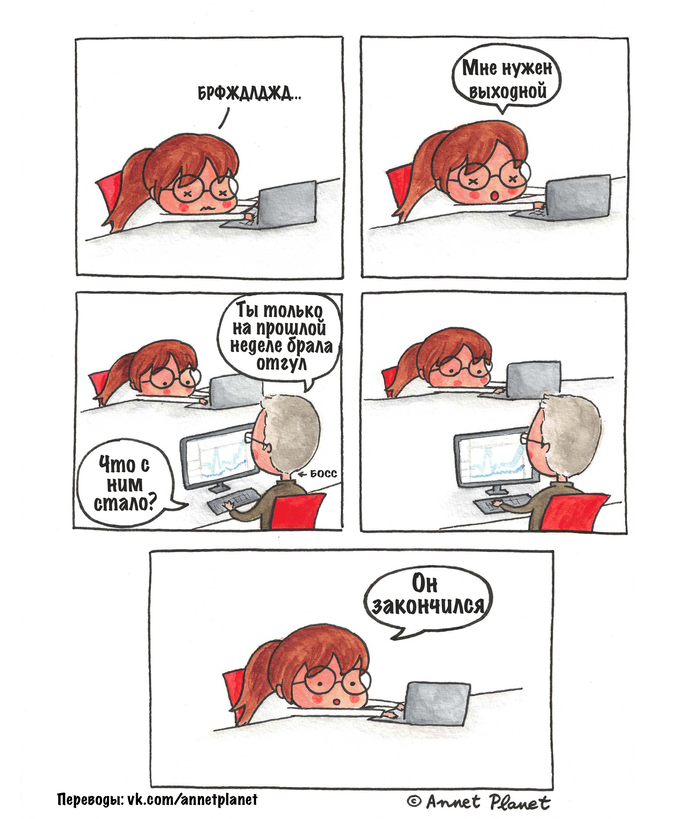 БРФЖДЛДЖД...
Мне нужен
выходной
Ты только
на прошлой
неделе брала
отгул
← БОСС
Что с
ним
стало?
Он
закончился
Переводы: vk.com/annetplanet
© Annet Planet